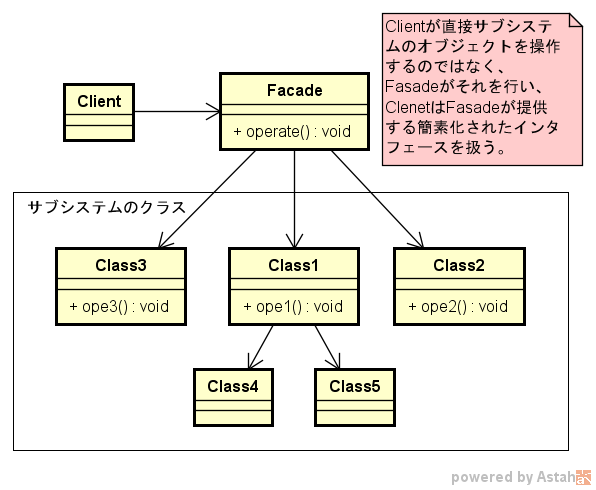 Clientが直接サブシステ
ムのオブジェクトを操作
するのではなく、
Fasadeがそれを行い、
ClenetはFasadeが提供
する簡素化されたインタ
フェースを扱う。
Client
Facade
+ operate() : void
サブシステムのクラス
Class3
+ ope3() : void
Class1
+ ope1() : void
Class2
+ ope2() : void
Class4
Class5
powered by Astah